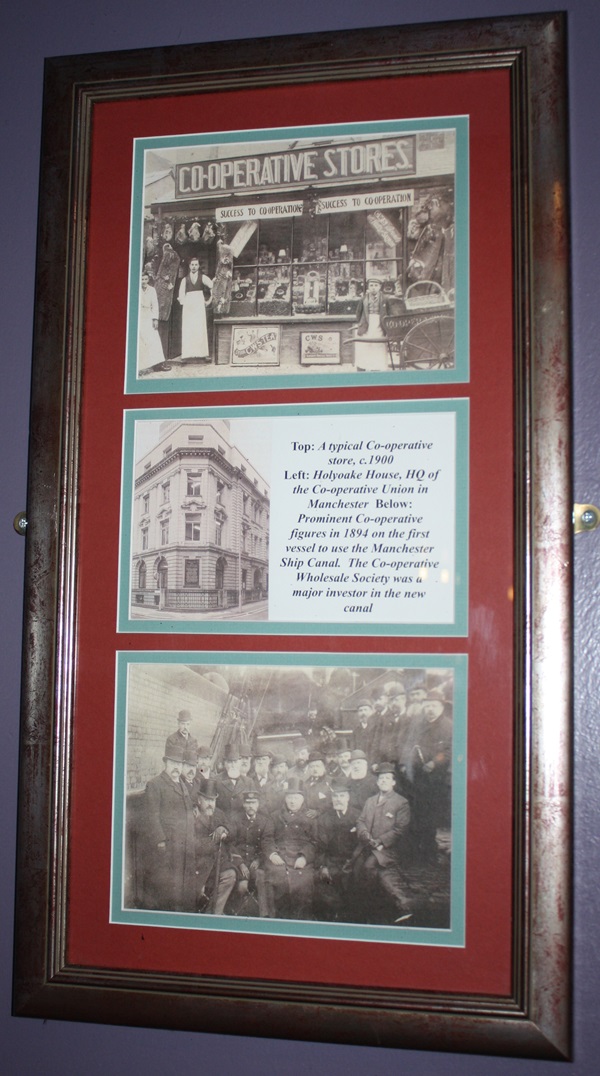 CO-OPERATIVE STORES.
SUCCESS TO CO-OPERATION
SUCCESS TO CO-OPERATION
CWS
Top: A typical Co-operative
store, c.1900
Left: Holyoake House, HQ of
the Co-operative Union in
Manchester Below:
Prominent Co-operative
figures in 1894 on the first
vessel to use the Manchester
Ship Canal. The Co-operative
Wholesale Society was a
major investor in the new
canal